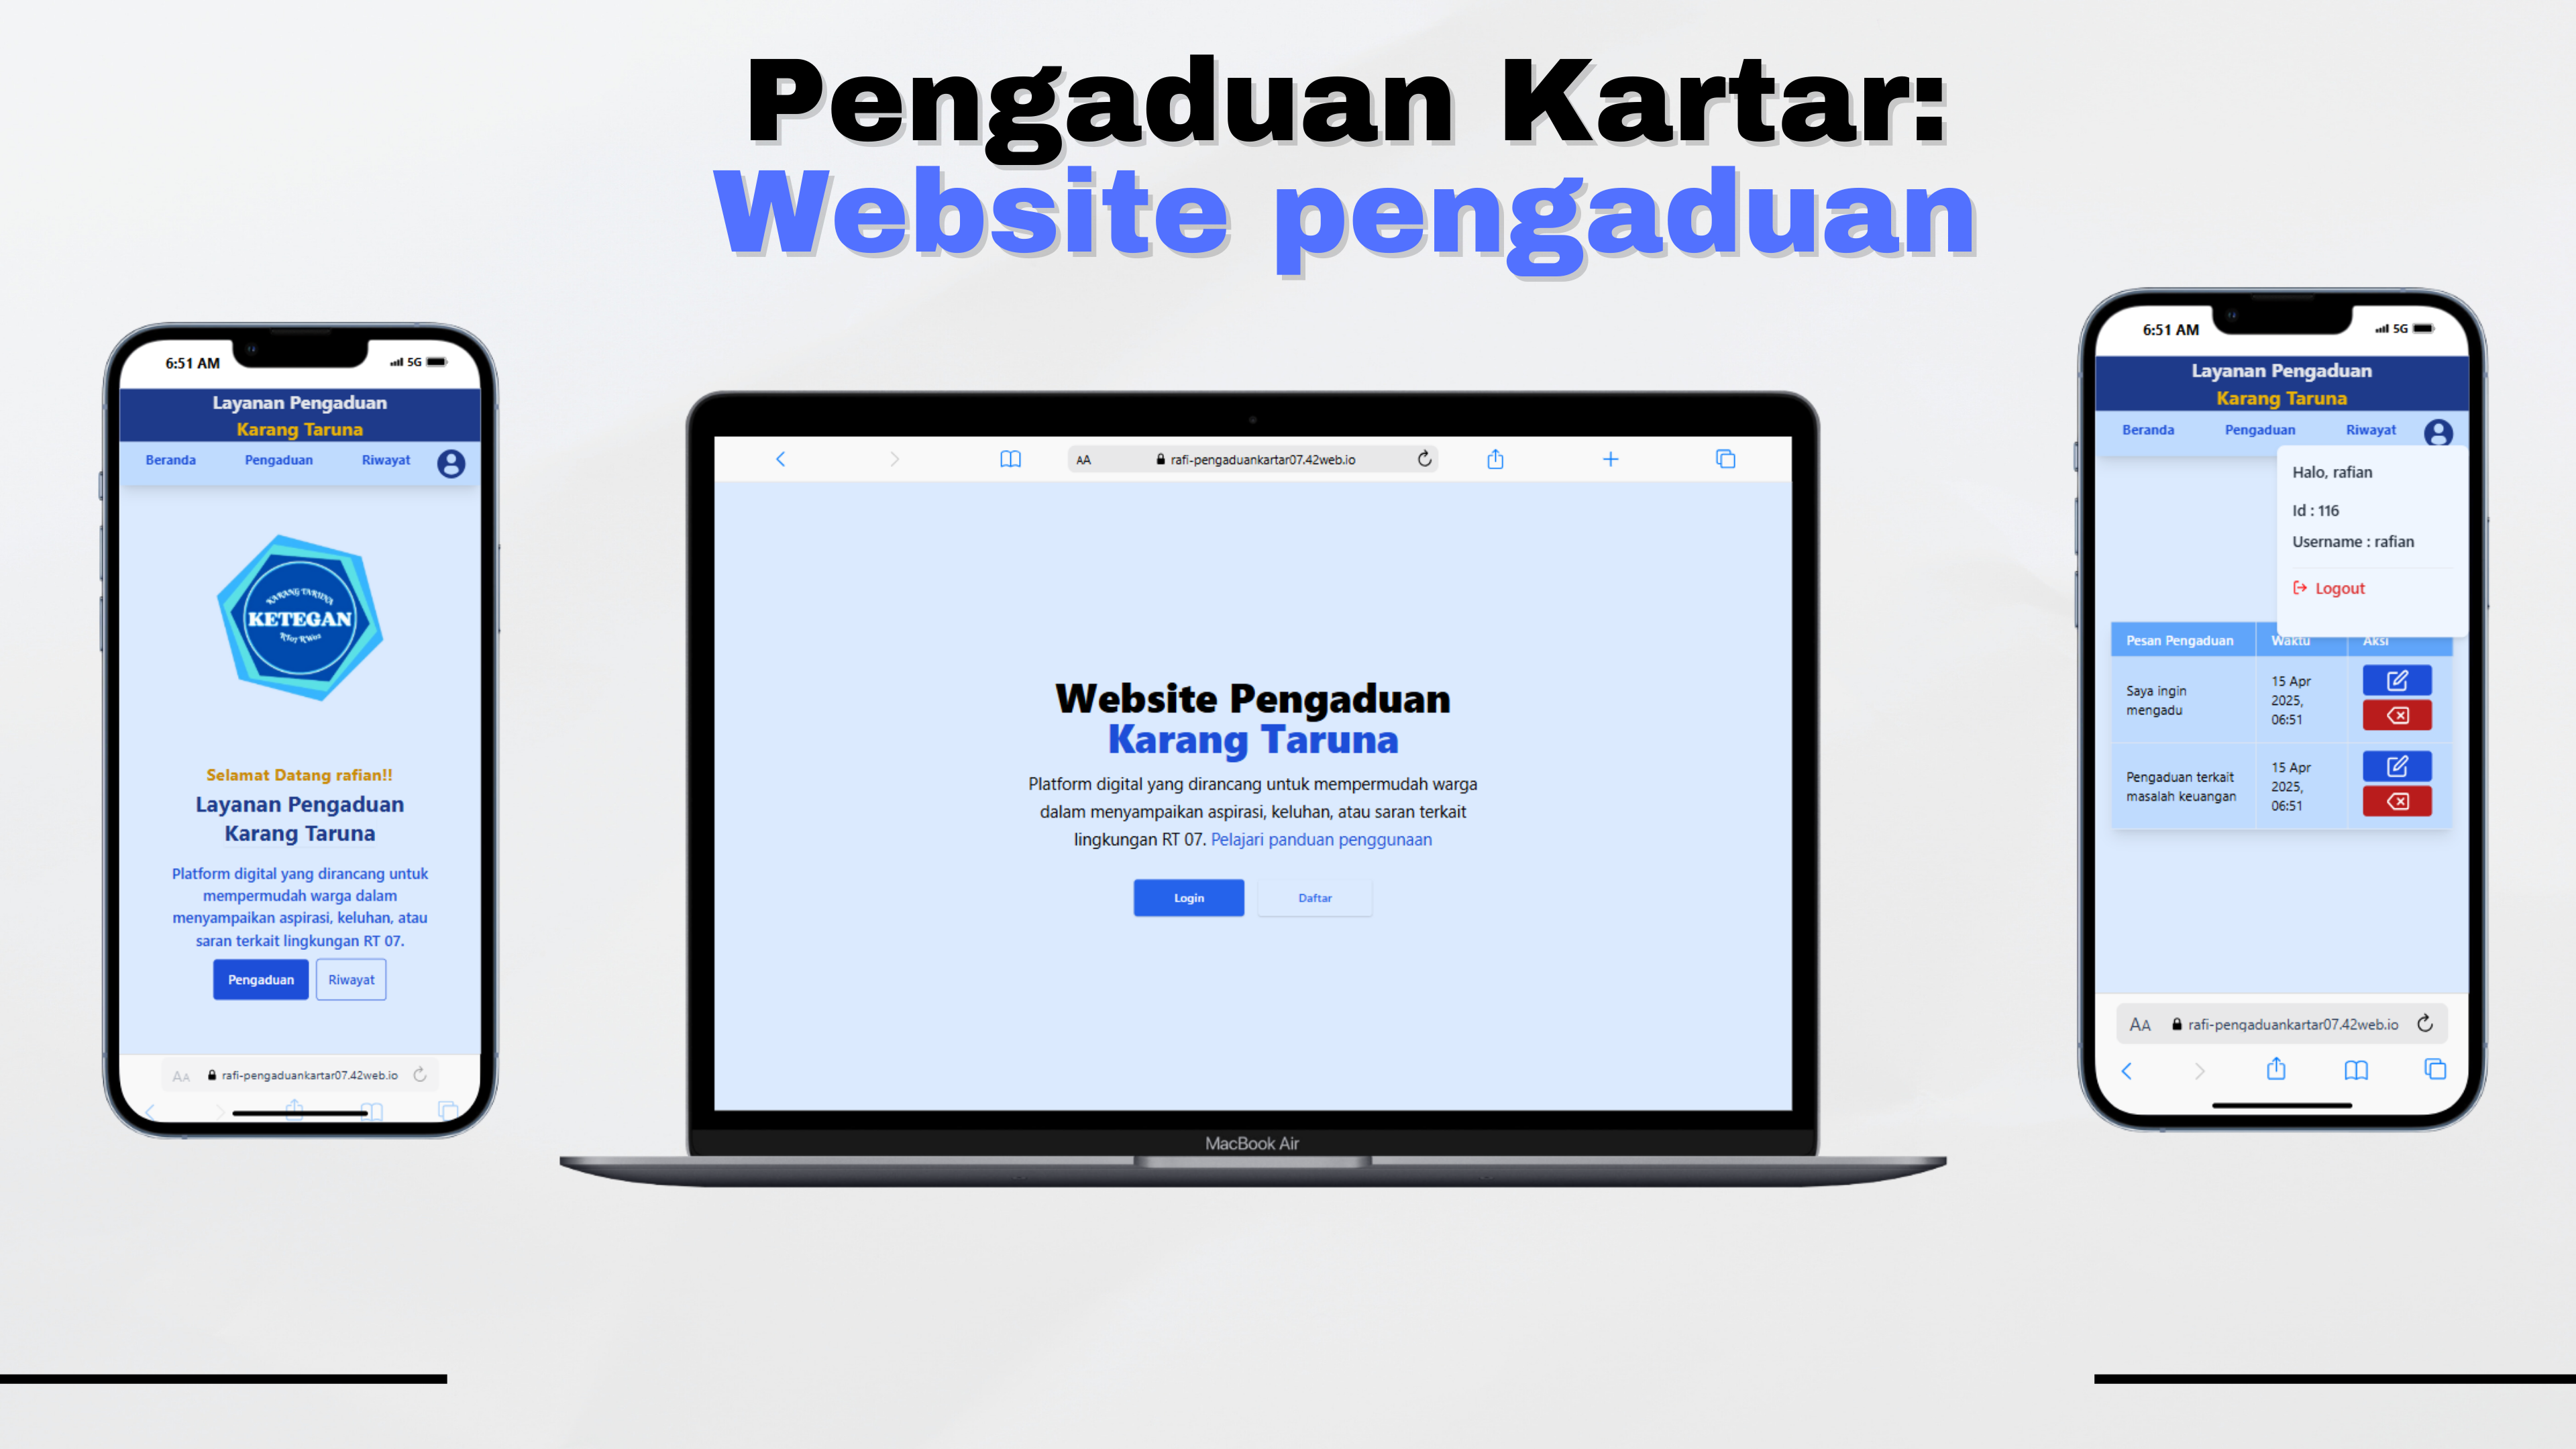 Pengaduan Kartar:
Website pengaduan
6:51 AM
5G
Layanan Pengaduan
Karang Taruna
Beranda
Pengaduan
Riwayat
KARANG TARUNA
KETEGAN
RT07 RW02
Selamat Datang rafian!!
Layanan Pengaduan
Karang Taruna
Platform digital yang dirancang untuk
mempermudah warga dalam
menyampaikan aspirasi, keluhan, atau
saran terkait lingkungan RT 07.
Pengaduan
Riwayat
AA
rafi-pengaduankartar07.42web.io
AA
rafi-pengaduankartar07.42web.io
Website Pengaduan
Karang Taruna
Platform digital yang dirancang untuk mempermudah warga
dalam menyampaikan aspirasi, keluhan, atau saran terkait
lingkungan RT 07. Pelajari panduan penggunaan
Login
Daftar
MacBook Air
6:51 AM
5G
Layanan Pengaduan
Karang Taruna
Beranda
Pengaduan
Riwayat
Halo, rafian
Id : 116
Username : rafian
Logout
Pesan Pengaduan
Waktu
Aksi
Saya ingin
mengadu
15 Apr
2025,
06:51
Pengaduan terkait
masalah keuangan
15 Apr
2025,
06:51
AA
rafi-pengaduankartar07.42web.io